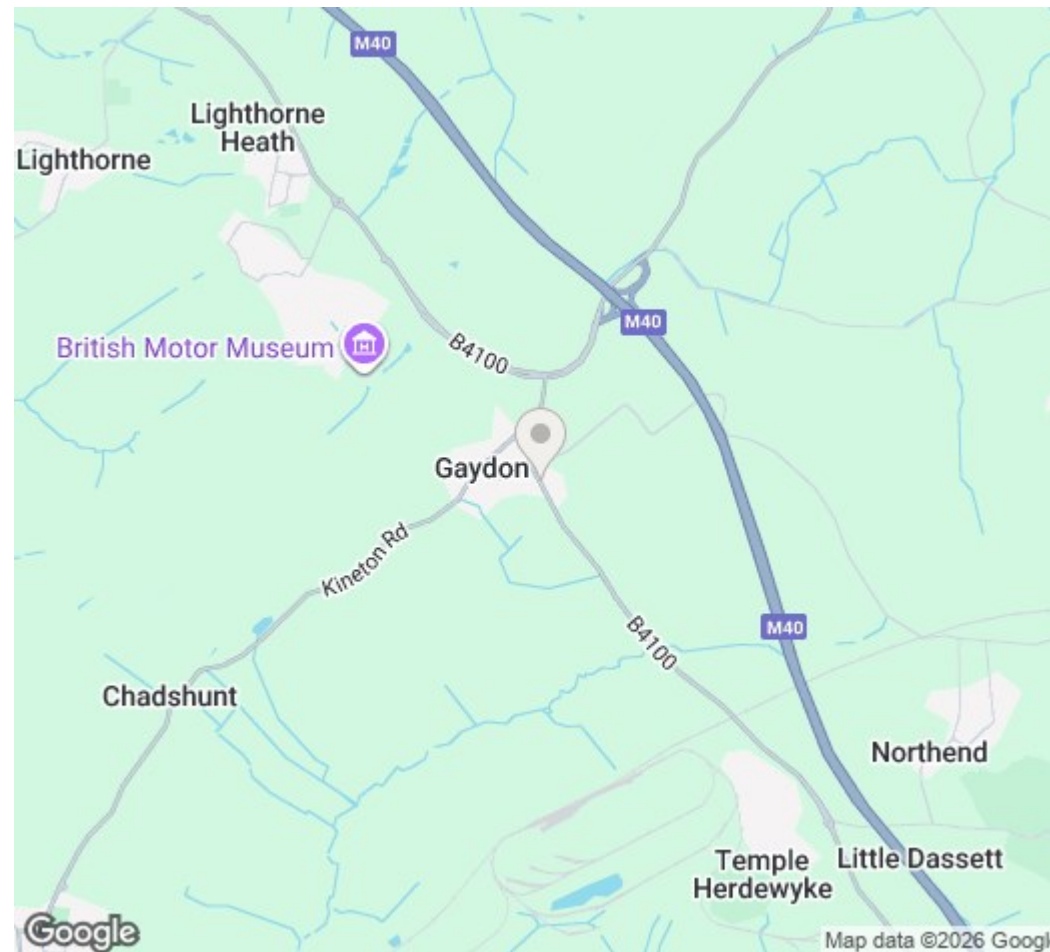 M40
Lighthorne
Heath
Lighthorne
M40
British Motor Museum
B4100
Gaydon
Kineton Rd
M40
B4100
Chadshunt
Northend
Temple
Herdewyke
Little Dassett
Google
Map data ©2026 Googl